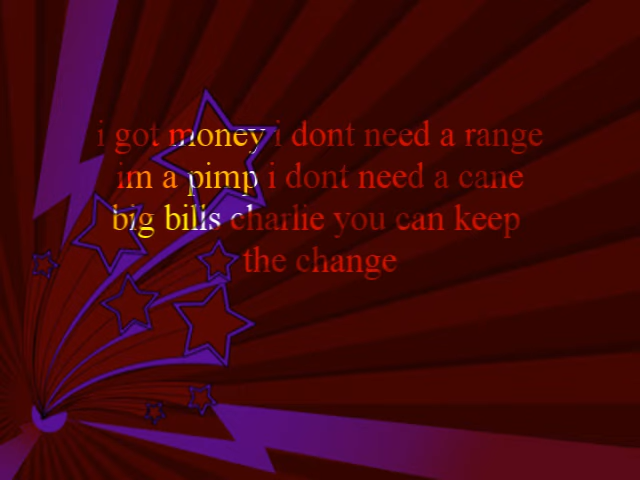 i got money i dont need a range
im a pimp i dont need a cane
big bills charlie you can keep
the change